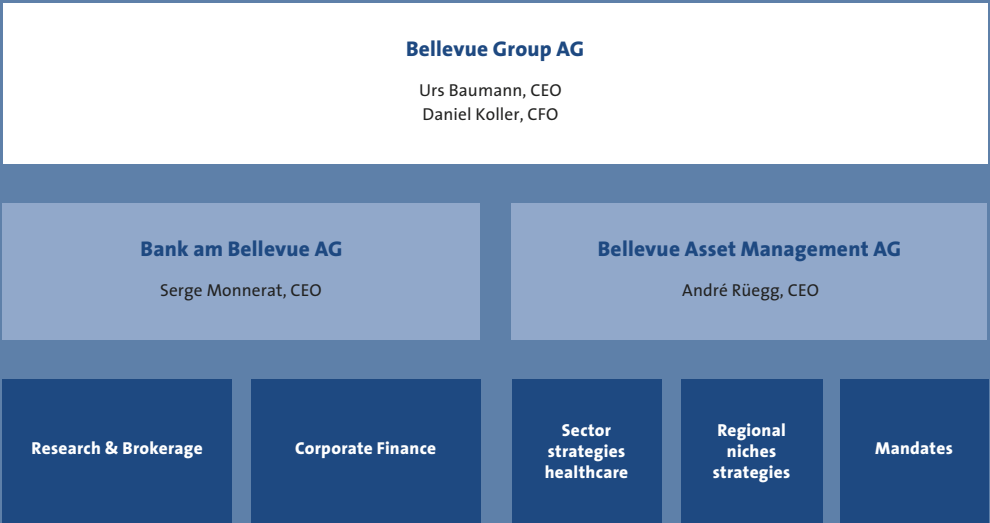 Bellevue Group AG
Urs Baumann, CEO
Daniel Koller, CFO
Bank am Bellevue AG
Serge Monnerat, CEO
Bellevue Asset Management AG
André Rüegg, CEO
Research & Brokerage
Corporate Finance
Sector
strategies
healthcare
Regional
niches
strategies
Mandates